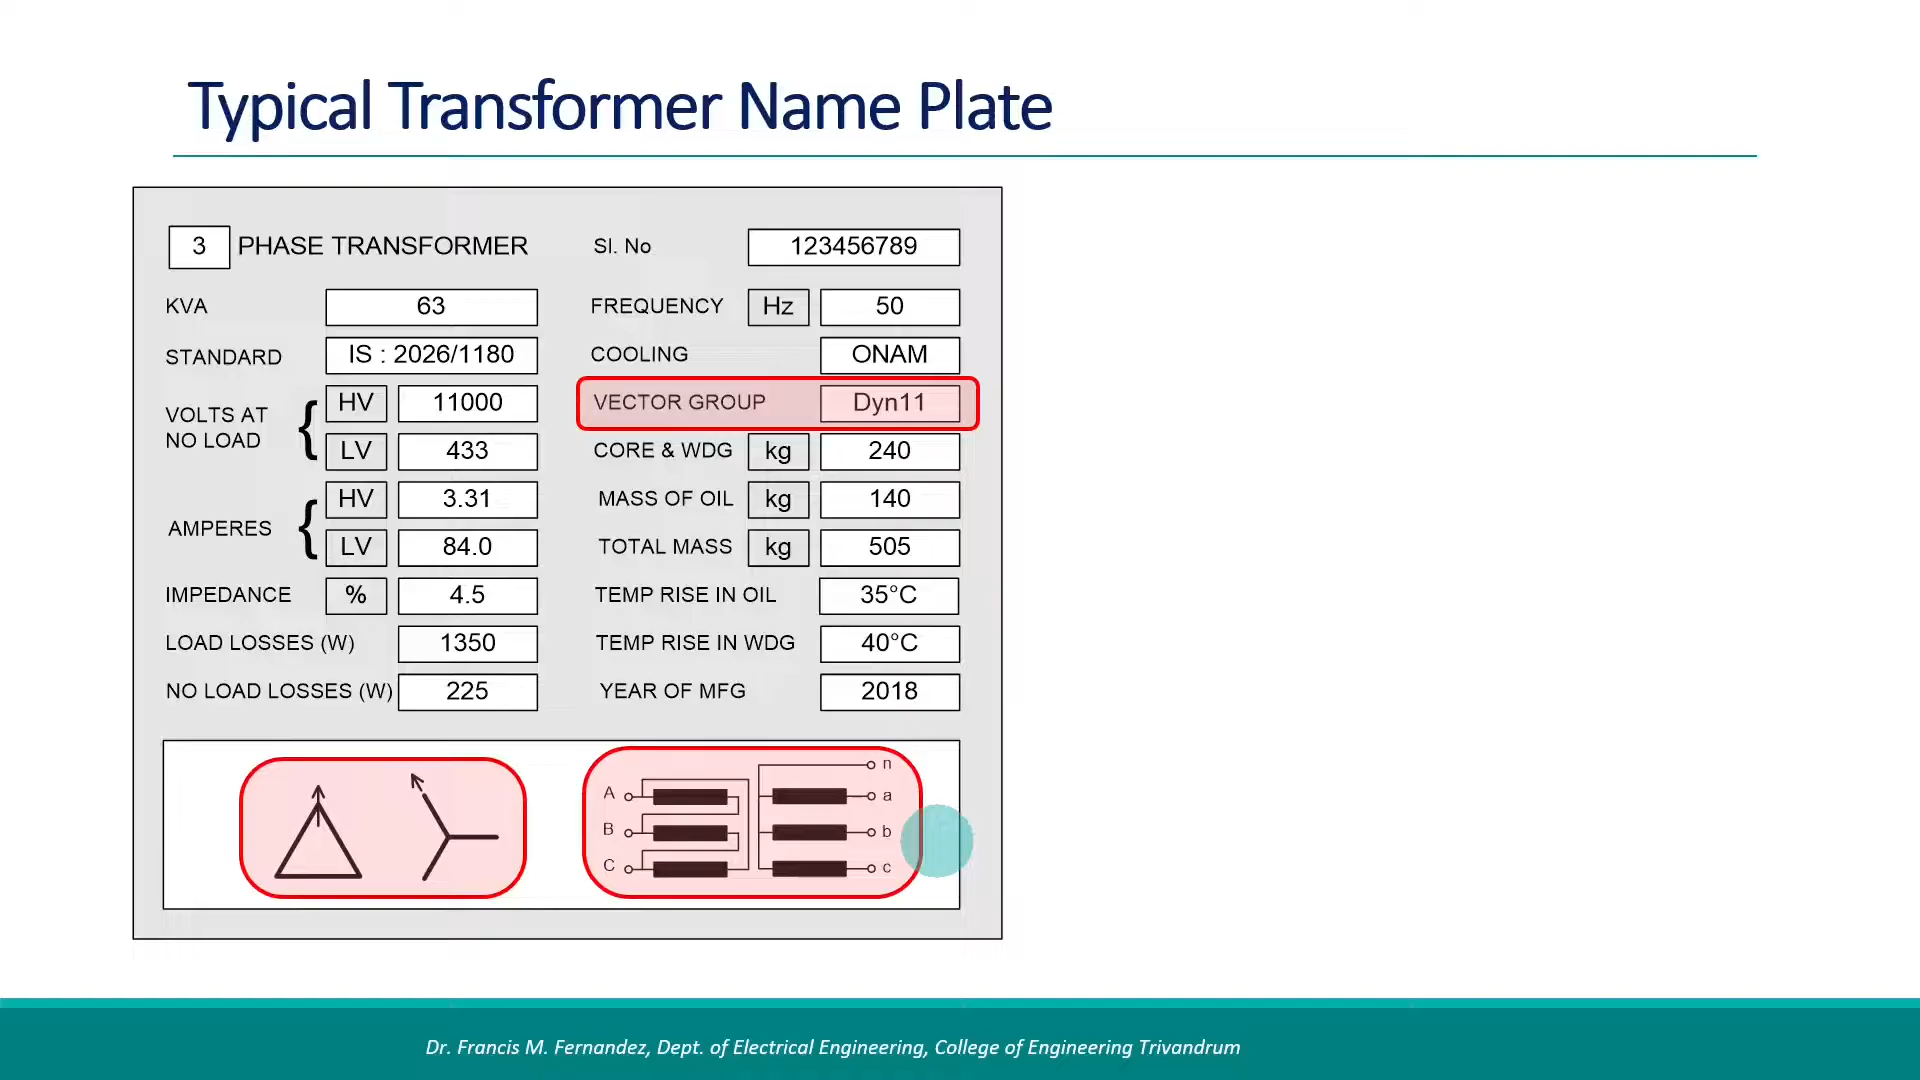 Typical Transformer Name Plate
3 PHASE TRANSFORMER
Sl. No 123456789
KVA 63
FREQUENCY Hz 50
STANDARD IS : 2026/1180
COOLING ONAM
VOLTS AT NO LOAD { HV 11000
LV 433
VECTOR GROUP Dyn11
CORE & WDG kg 240
AMPERES { HV 3.31
LV 84.0
MASS OF OIL kg 140
TOTAL MASS kg 505
IMPEDANCE % 4.5
TEMP RISE IN OIL 35°C
LOAD LOSSES (W) 1350
TEMP RISE IN WDG 40°C
NO LOAD LOSSES (W) 225
YEAR OF MFG 2018
n
A a
B b
C c
Dr. Francis M. Fernandez, Dept. of Electrical Engineering, College of Engineering Trivandrum